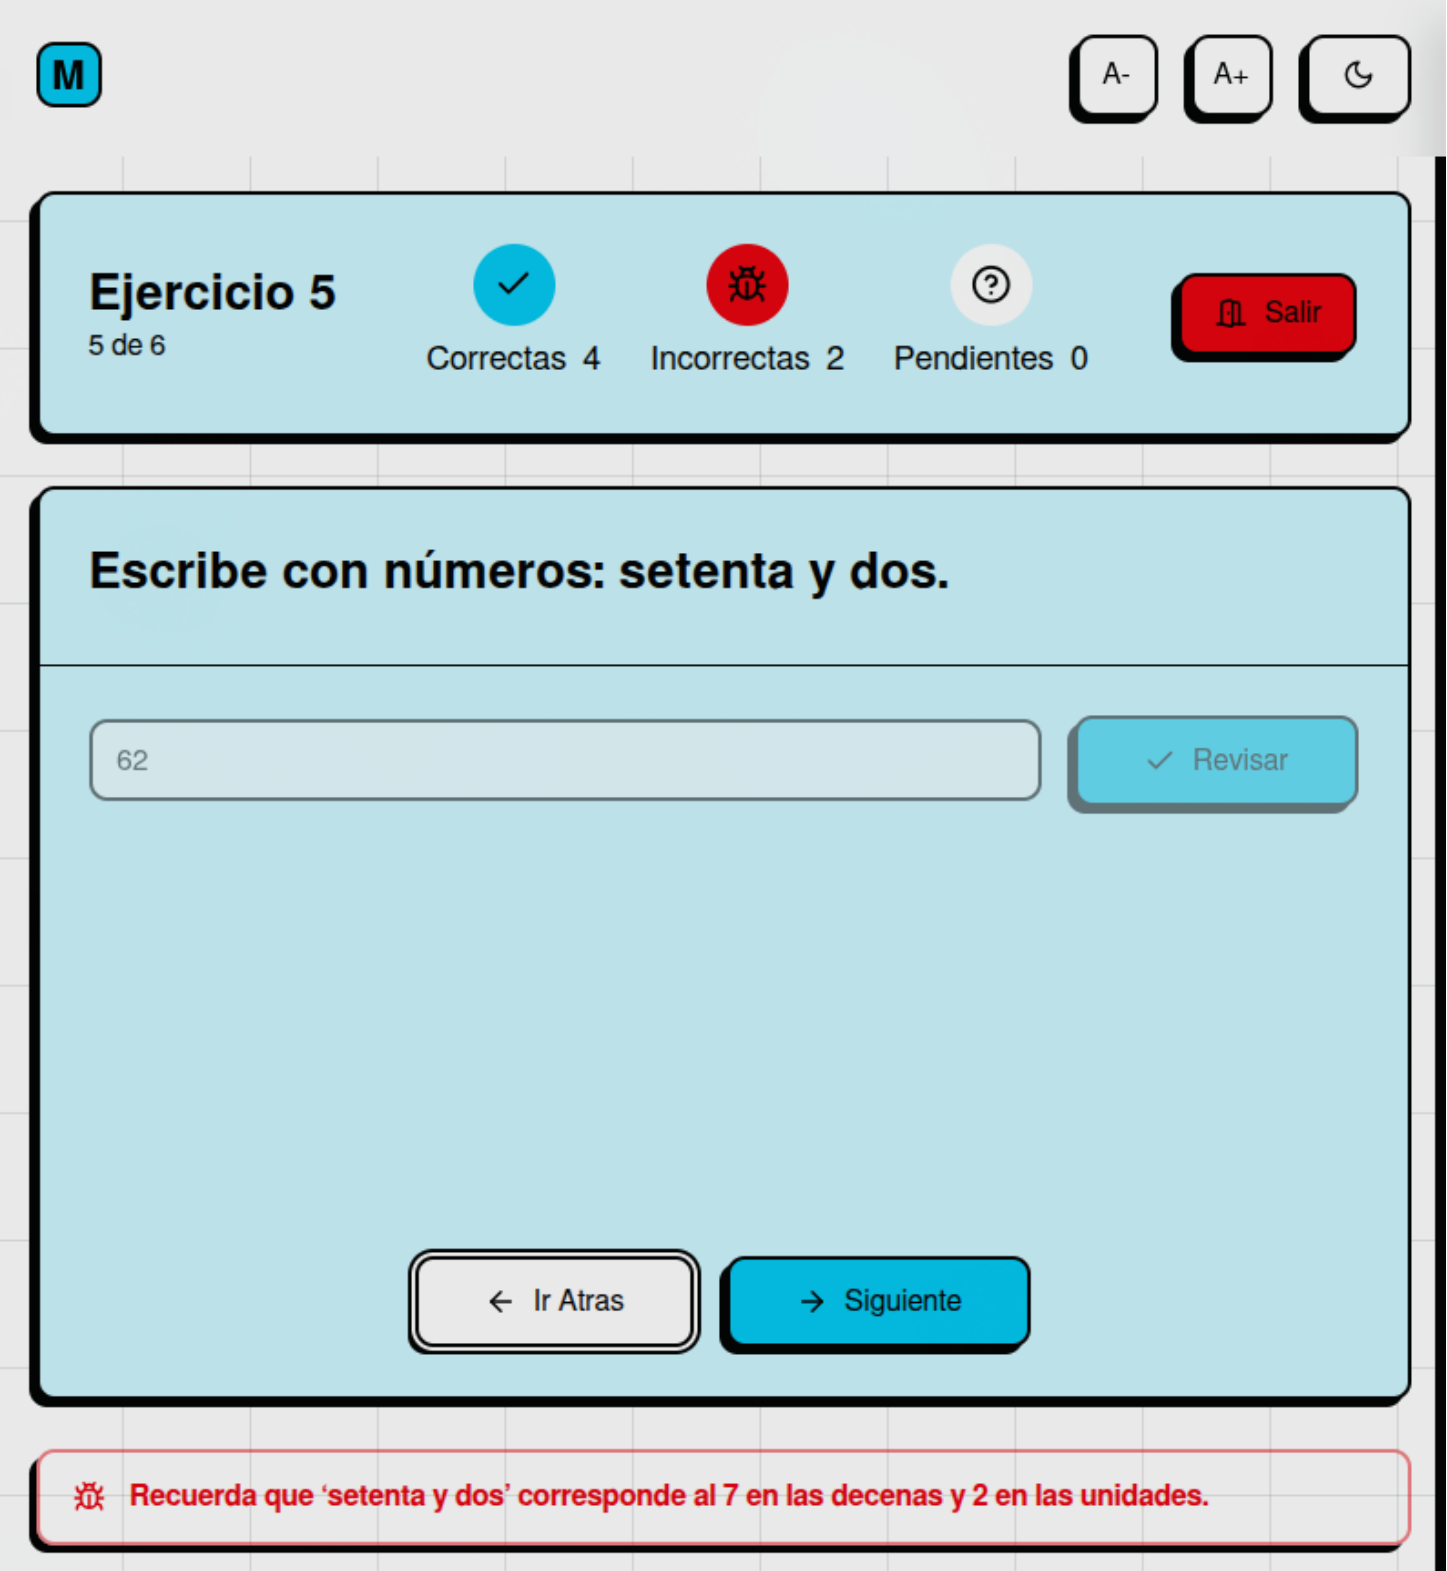 M
A-
A+
Ejercicio 5
5 de 6
Correctas 4
Incorrectas 2
Pendientes 0
Salir
Escribe con números: setenta y dos.
62
Revisar
Ir Atras
Siguiente
Recuerda que ‘setenta y dos’ corresponde al 7 en las decenas y 2 en las unidades.